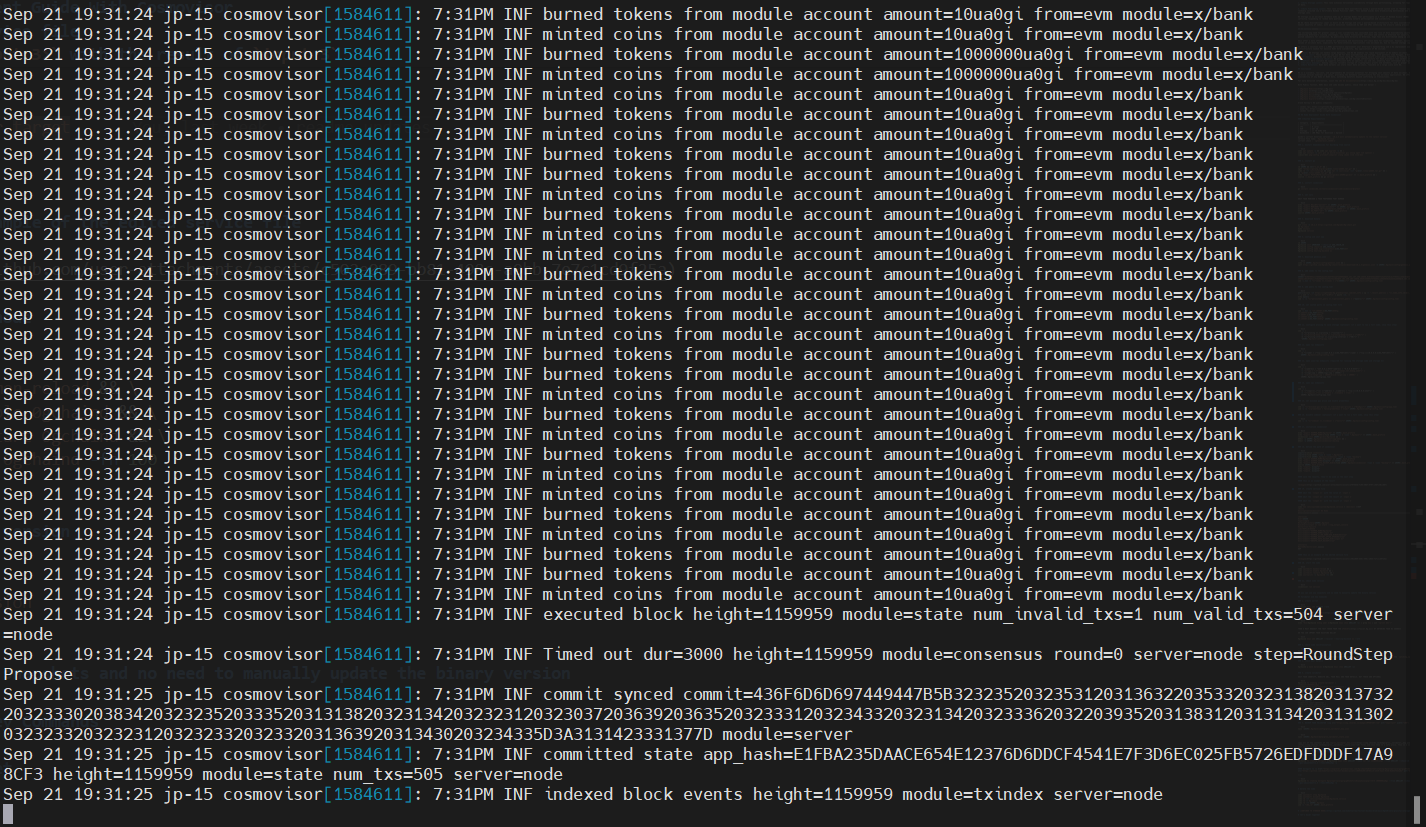 Sep 21 19:31:24 jp-15 cosmovisor[1584611]: 7:31PM INF burned tokens from module account amount=10ua0gi from=evm module=x/bank
Sep 21 19:31:24 jp-15 cosmovisor[1584611]: 7:31PM INF minted coins from module account amount=10ua0gi from=evm module=x/bank
Sep 21 19:31:24 jp-15 cosmovisor[1584611]: 7:31PM INF burned tokens from module account amount=1000000ua0gi from=evm module=x/bank
Sep 21 19:31:24 jp-15 cosmovisor[1584611]: 7:31PM INF minted coins from module account amount=1000000ua0gi from=evm module=x/bank
Sep 21 19:31:24 jp-15 cosmovisor[1584611]: 7:31PM INF minted coins from module account amount=10ua0gi from=evm module=x/bank
Sep 21 19:31:24 jp-15 cosmovisor[1584611]: 7:31PM INF burned tokens from module account amount=10ua0gi from=evm module=x/bank
Sep 21 19:31:24 jp-15 cosmovisor[1584611]: 7:31PM INF minted coins from module account amount=10ua0gi from=evm module=x/bank
Sep 21 19:31:24 jp-15 cosmovisor[1584611]: 7:31PM INF burned tokens from module account amount=10ua0gi from=evm module=x/bank
Sep 21 19:31:24 jp-15 cosmovisor[1584611]: 7:31PM INF burned tokens from module account amount=10ua0gi from=evm module=x/bank
Sep 21 19:31:24 jp-15 cosmovisor[1584611]: 7:31PM INF minted coins from module account amount=10ua0gi from=evm module=x/bank
Sep 21 19:31:24 jp-15 cosmovisor[1584611]: 7:31PM INF burned tokens from module account amount=10ua0gi from=evm module=x/bank
Sep 21 19:31:24 jp-15 cosmovisor[1584611]: 7:31PM INF minted coins from module account amount=10ua0gi from=evm module=x/bank
Sep 21 19:31:24 jp-15 cosmovisor[1584611]: 7:31PM INF minted coins from module account amount=10ua0gi from=evm module=x/bank
Sep 21 19:31:24 jp-15 cosmovisor[1584611]: 7:31PM INF burned tokens from module account amount=10ua0gi from=evm module=x/bank
Sep 21 19:31:24 jp-15 cosmovisor[1584611]: 7:31PM INF minted coins from module account amount=10ua0gi from=evm module=x/bank
Sep 21 19:31:24 jp-15 cosmovisor[1584611]: 7:31PM INF burned tokens from module account amount=10ua0gi from=evm module=x/bank
Sep 21 19:31:24 jp-15 cosmovisor[1584611]: 7:31PM INF minted coins from module account amount=10ua0gi from=evm module=x/bank
Sep 21 19:31:24 jp-15 cosmovisor[1584611]: 7:31PM INF burned tokens from module account amount=10ua0gi from=evm module=x/bank
Sep 21 19:31:24 jp-15 cosmovisor[1584611]: 7:31PM INF burned tokens from module account amount=10ua0gi from=evm module=x/bank
Sep 21 19:31:24 jp-15 cosmovisor[1584611]: 7:31PM INF minted coins from module account amount=10ua0gi from=evm module=x/bank
Sep 21 19:31:24 jp-15 cosmovisor[1584611]: 7:31PM INF burned tokens from module account amount=10ua0gi from=evm module=x/bank
Sep 21 19:31:24 jp-15 cosmovisor[1584611]: 7:31PM INF minted coins from module account amount=10ua0gi from=evm module=x/bank
Sep 21 19:31:24 jp-15 cosmovisor[1584611]: 7:31PM INF burned tokens from module account amount=10ua0gi from=evm module=x/bank
Sep 21 19:31:24 jp-15 cosmovisor[1584611]: 7:31PM INF minted coins from module account amount=10ua0gi from=evm module=x/bank
Sep 21 19:31:24 jp-15 cosmovisor[1584611]: 7:31PM INF minted coins from module account amount=10ua0gi from=evm module=x/bank
Sep 21 19:31:24 jp-15 cosmovisor[1584611]: 7:31PM INF burned tokens from module account amount=10ua0gi from=evm module=x/bank
Sep 21 19:31:24 jp-15 cosmovisor[1584611]: 7:31PM INF minted coins from module account amount=10ua0gi from=evm module=x/bank
Sep 21 19:31:24 jp-15 cosmovisor[1584611]: 7:31PM INF burned tokens from module account amount=10ua0gi from=evm module=x/bank
Sep 21 19:31:24 jp-15 cosmovisor[1584611]: 7:31PM INF burned tokens from module account amount=10ua0gi from=evm module=x/bank
Sep 21 19:31:24 jp-15 cosmovisor[1584611]: 7:31PM INF minted coins from module account amount=10ua0gi from=evm module=x/bank
Sep 21 19:31:24 jp-15 cosmovisor[1584611]: 7:31PM INF executed block height=1159959 module=state num_invalid_txs=1 num_valid_txs=504 server
=node
Sep 21 19:31:24 jp-15 cosmovisor[1584611]: 7:31PM INF Timed out dur=3000 height=1159959 module=consensus round=0 server=node step=RoundStep
Propose
and no need to manually update the binary version
Sep 21 19:31:25 jp-15 cosmovisor[1584611]: 7:31PM INF commit synced commit=436F6D6D697449447B5B32323520323531203136322035332032313820313732
2032333020383420323235203335203131382032313420323231203230372036392036352032333120323433203231342032333620322039352031383120313134203131302
0323233203232312032323320323320313639203134302032343 35D3A3131423331377D module=server
Sep 21 19:31:25 jp-15 cosmovisor[1584611]: 7:31PM INF committed state app_hash=E1FBA235DAACE654E12376D6DDCF4541E7F3D6EC025FB5726EDFDDDF17A9
8CF3 height=1159959 module=state num_txs=505 server=node
Sep 21 19:31:25 jp-15 cosmovisor[1584611]: 7:31PM INF indexed block events height=1159959 module=txindex server=node